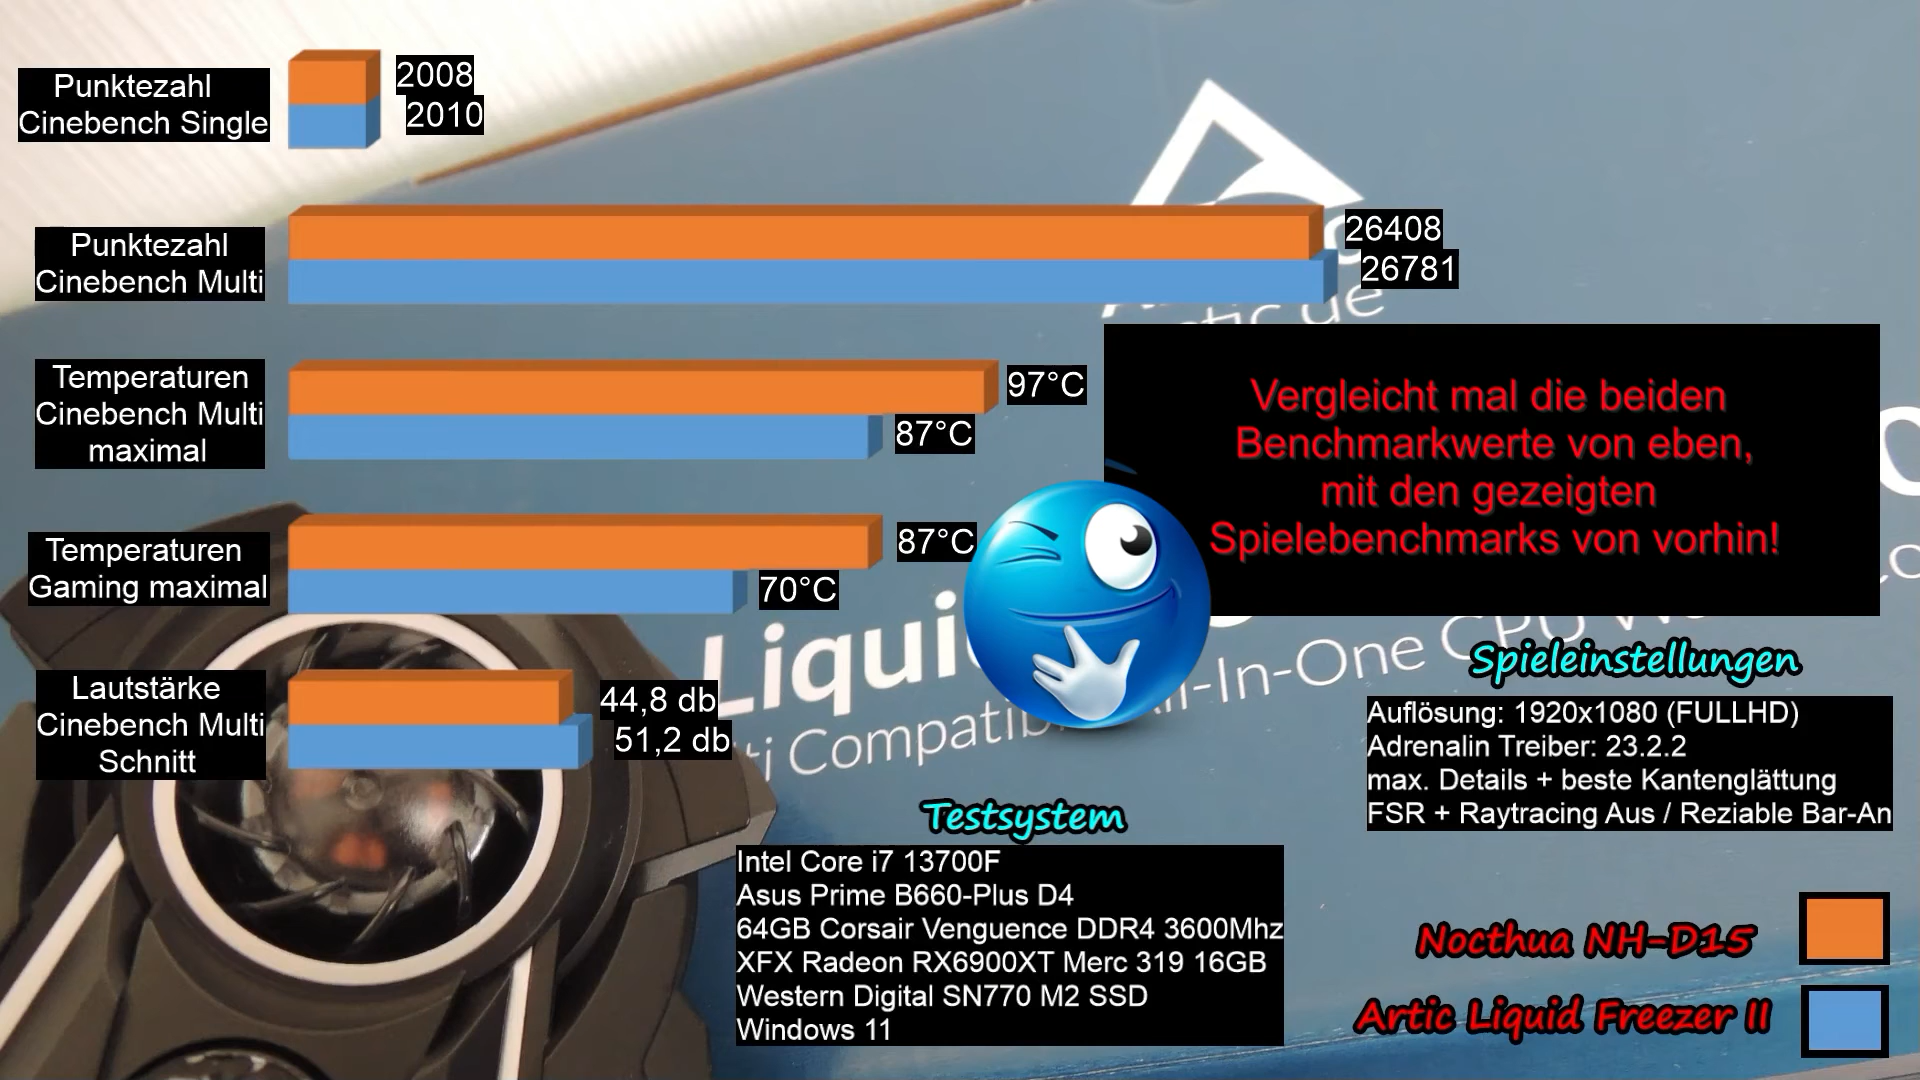 Punktezahl
Cinebench Single
2008
2010
Punktezahl
Cinebench Multi
26408
26781
Temperaturen
Cinebench Multi
maximal
97°C
87°C
Temperaturen
Gaming maximal
87°C
70°C
Lautstärke
Cinebench Multi
Schnitt
44,8 db
51,2 db
Vergleicht mal die beiden
Benchmarkwerte von eben,
mit den gezeigten
Spielebenchmarks von vorhin!
Spieleinstellungen
Auflösung: 1920x1080 (FULLHD)
Adrenalin Treiber: 23.2.2
max. Details + beste Kantenglättung
FSR + Raytracing Aus / Reziable Bar-An
Testsystem
Intel Core i7 13700F
Asus Prime B660-Plus D4
64GB Corsair Venguence DDR4 3600Mhz
XFX Radeon RX6900XT Merc 319 16GB
Western Digital SN770 M2 SSD
Windows 11
Nocthua NH-D15
Artic Liquid Freezer II
All-In-One CPU